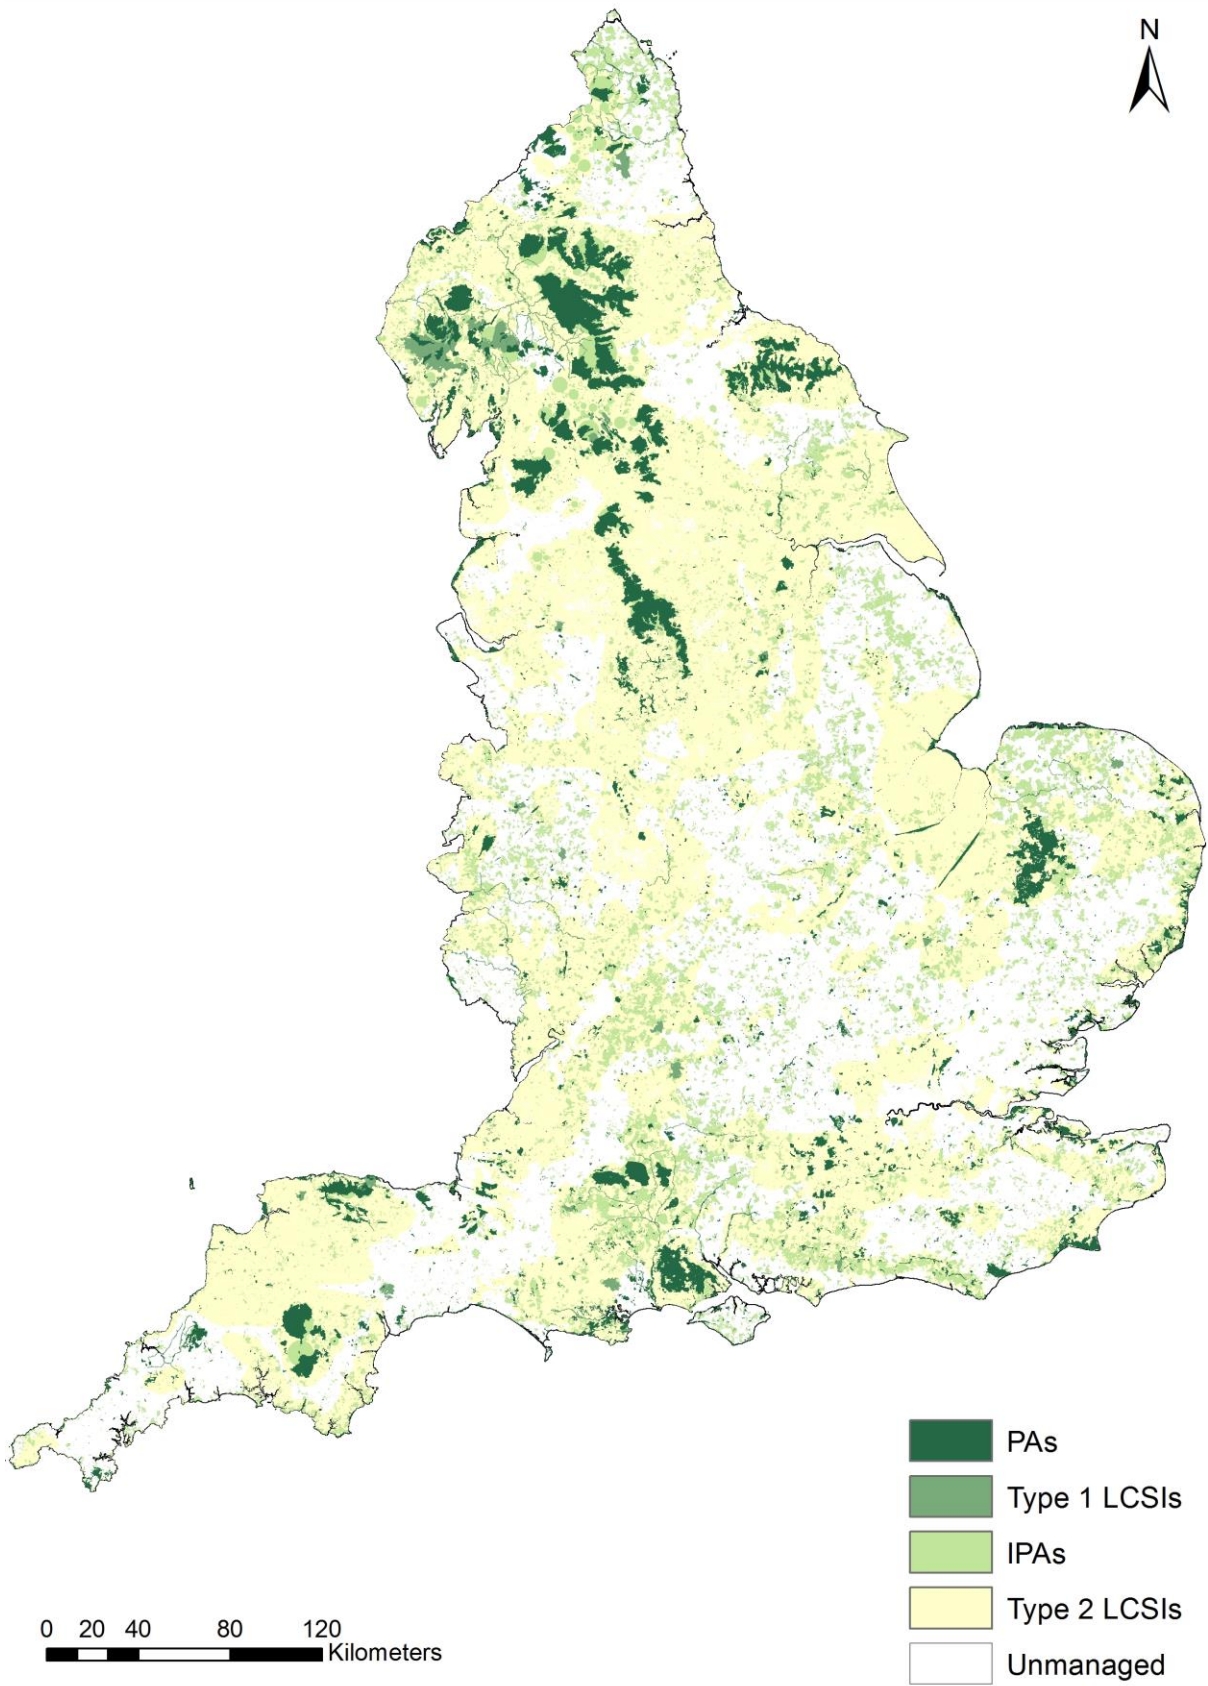 N
PAs
Type 1 LCSIs
IPAs
Type 2 LCSIs
Unmanaged
0 20 40 80 120
Kilometers